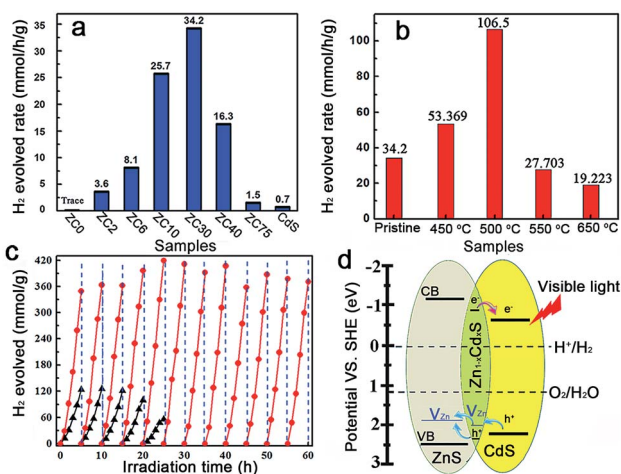 a
H₂ evolved rate (mmol/h/g)
35
30
25
20
15
10
5
0
Trace
3.6
8.1
25.7
34.2
16.3
1.5
0.7
ZC0
ZC2
ZC6
ZC10
ZC30
ZC40
ZC75
CdS
Samples
b
H₂ evolved rate (mmol/h/g)
100
80
60
40
20
0
34.2
53.369
106.5
27.703
19.223
Pristine
450 °C
500 °C
550 °C
650 °C
Samples
c
H₂ evolved (mmol/g)
420
360
300
240
180
120
60
0
0
10
20
30
40
50
60
Irradiation time (h)
d
Potential VS. SHE (eV)
-2
-1
0
1
2
3
CB
e⁻
e⁻
Visible light
Zn₁₋ₓCdₓS
H⁺/H₂
O₂/H₂O
V_Zn
V_Zn
h⁺
h⁺
VB
ZnS
CdS